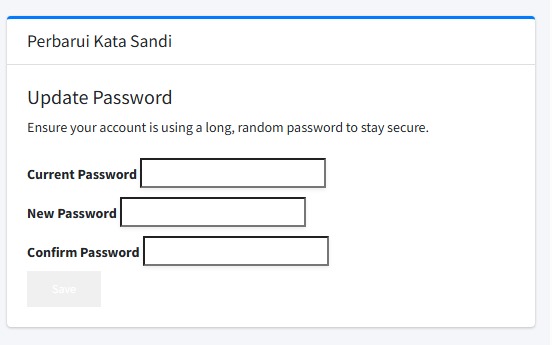 Perbarui Kata Sandi
Update Password
Ensure your account is using a long, random password to stay secure.
Current Password
New Password
Confirm Password
Save